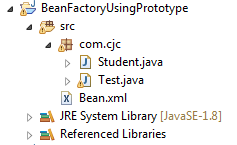 BeanFactoryUsingPrototype
src
com.cjc
Student.java
Test.java
Bean.xml
JRE System Library [JavaSE-1.8]
Referenced Libraries